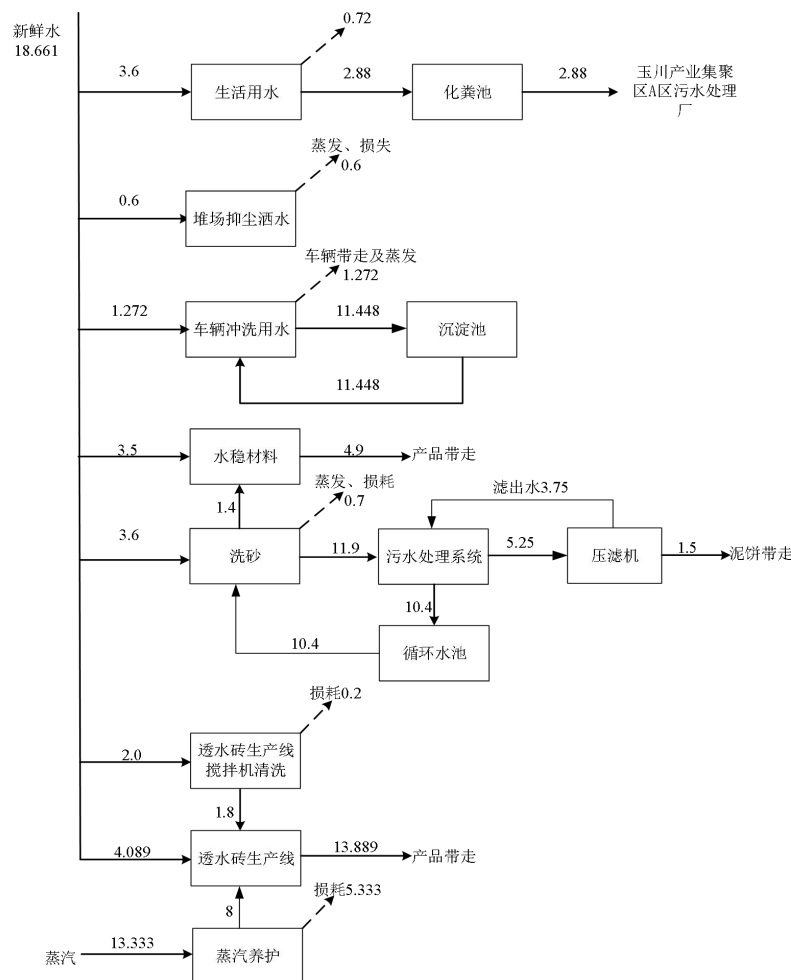 新鲜水
18.661
0.72
3.6
生活用水
2.88
化粪池
2.88
玉川产业集聚
区A区污水处理
厂
蒸发、损失
0.6
0.6
堆场抑尘洒水
车辆带走及蒸发
1.272
1.272
车辆冲洗用水
11.448
沉淀池
11.448
3.5
水稳材料
4.9
产品带走
蒸发、损耗
0.7
1.4
滤出水3.75
3.6
洗砂
11.9
污水处理系统
5.25
压滤机
1.5
泥饼带走
10.4
10.4
循环水池
损耗0.2
2.0
透水砖生产线
搅拌机清洗
1.8
4.089
透水砖生产线
13.889
产品带走
损耗5.333
8
蒸汽
13.333
蒸汽养护